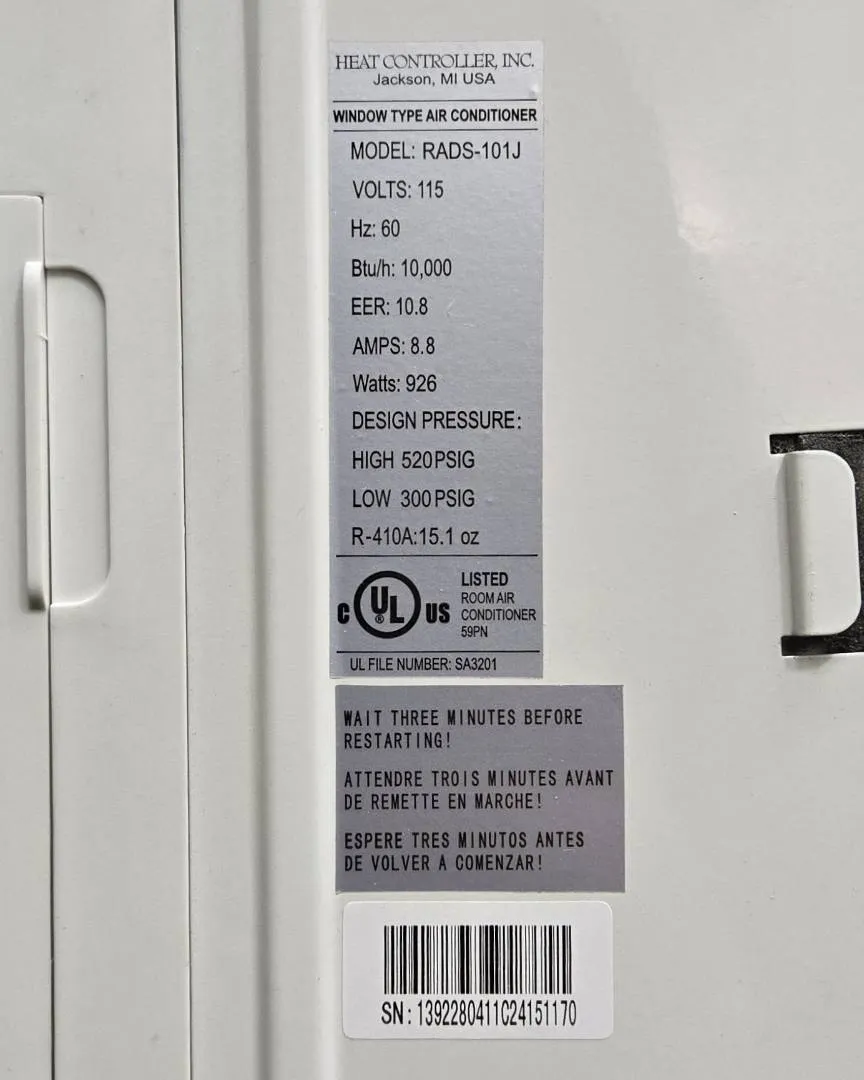 HEAT CONTROLLER, INC.
Jackson, MI USA
WINDOW TYPE AIR CONDITIONER
MODEL: RADS-101J
VOLTS: 115
Hz: 60
Btu/h: 10,000
EER: 10.8
AMPS: 8.8
Watts: 926
DESIGN PRESSURE:
HIGH 520PSIG
LOW 300PSIG
R-410A:15.1 oz
C UL ® US
LISTED
ROOM AIR
CONDITIONER
59PN
UL FILE NUMBER: SA3201
WAIT THREE MINUTES BEFORE
RESTARTING!
ATTENDRE TROIS MINUTES AVANT
DE REMETTE EN MARCHE!
ESPERE TRES MINUTOS ANTES
DE VOLVER A COMENZAR!
SN: 1392280411C24151170